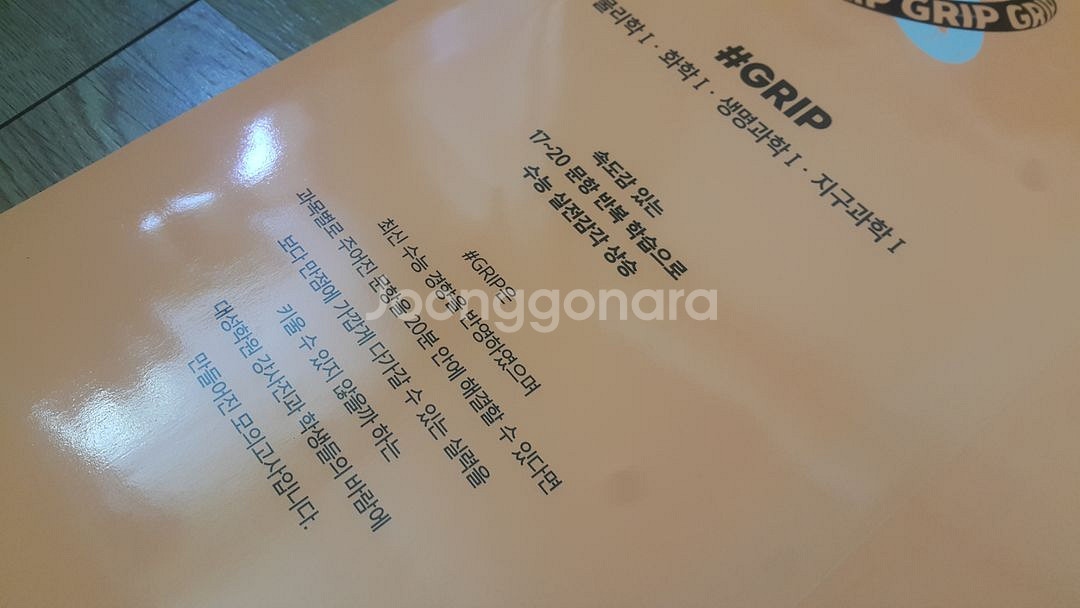 GRIP GR
#GRIP
물리학 I · 화학 I · 생명과학 I · 지구과학 I
속도감 있는
17~20 문항 반복 학습으로
수능 실전감각 상승
#GRIP은
최신 수능 경향을 반영하였으며
과목별로 주어진 문항을 20분 안에 해결할 수 있다면
보다 만점에 가깝게 다가갈 수 있는 실력을
키울 수 있지 않을까 하는
대성학원 강사진과 학생들의 바람에
만들어진 모의고사입니다.
Joonggonara